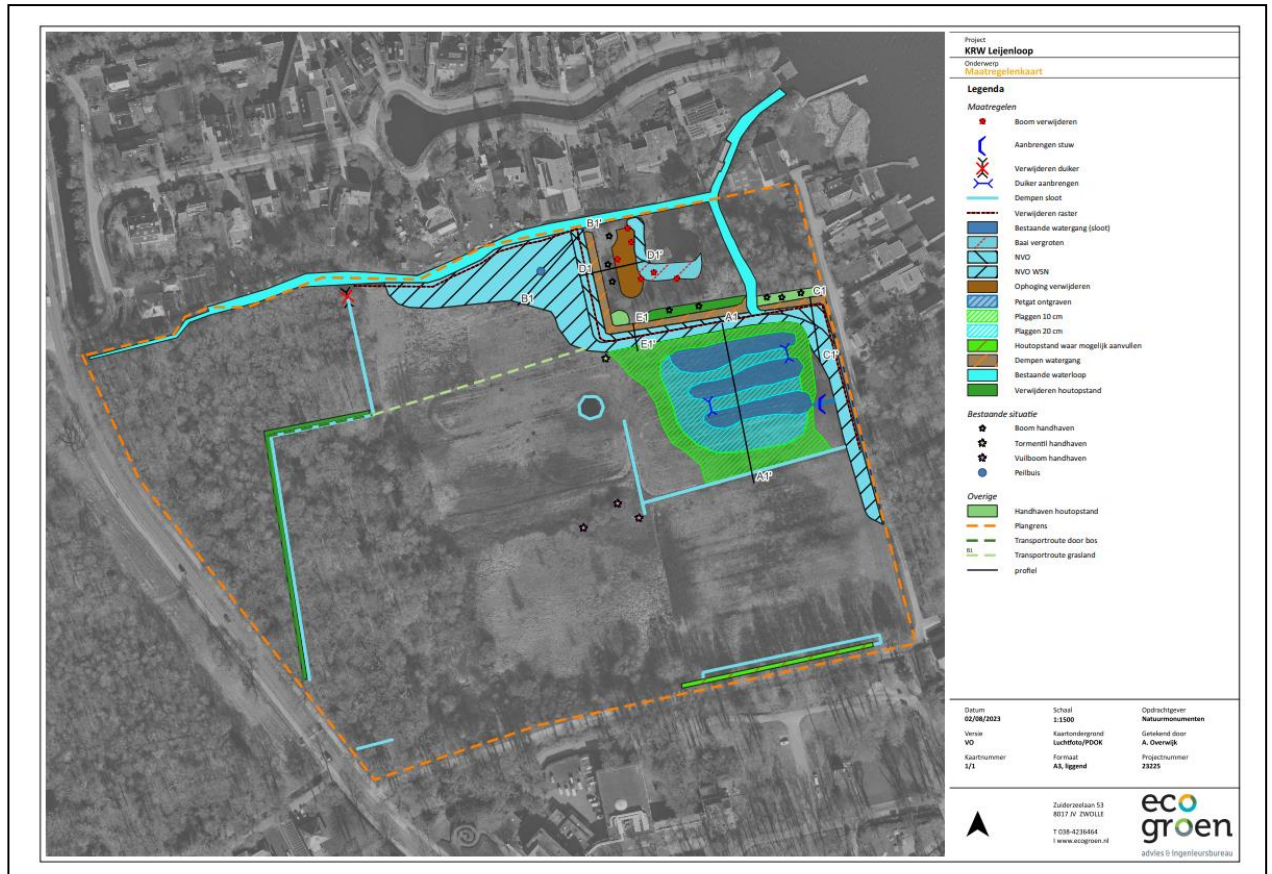 B1'
D1
D1'
B1
E1
E1'
A1
C1
C1'
A1'
Project
KRW Leijenloop
Onderwerp
Maatregelenkaart
Legenda
Maatregelen
Boom verwijderen
Aanbrengen stuw
Verwijderen duiker
Duiker aanbrengen
Dempen sloot
Verwijderen raster
Bestaande watergang (sloot)
Baai vergroten
NVO
NVO WSN
Ophoging verwijderen
Petgat ontgraven
Plaggen 10 cm
Plaggen 20 cm
Houtopstand waar mogelijk aanvullen
Dempen watergang
Bestaande waterloop
Verwijderen houtopstand
Bestaande situatie
Boom handhaven
Tormentil handhaven
Vuilboom handhaven
Peilbuis
Overige
Handhaven houtopstand
Plangrens
Transportroute door bos
B1
Transportroute grasland
profiel
Datum
02/08/2023
Schaal
1:1500
Opdrachtgever
Natuurmonumenten
Versie
VO
Kaartondergrond
Luchtfoto/PDOK
Getekend door
A. Overwijk
Kaartnummer
1/1
Formaat
A3, liggend
Projectnummer
23225
Zuiderzeelaan 53
8017 JV ZWOLLE
T 038-4236464
I www.ecogroen.nl
eco
groen
advies & ingenieursbureau